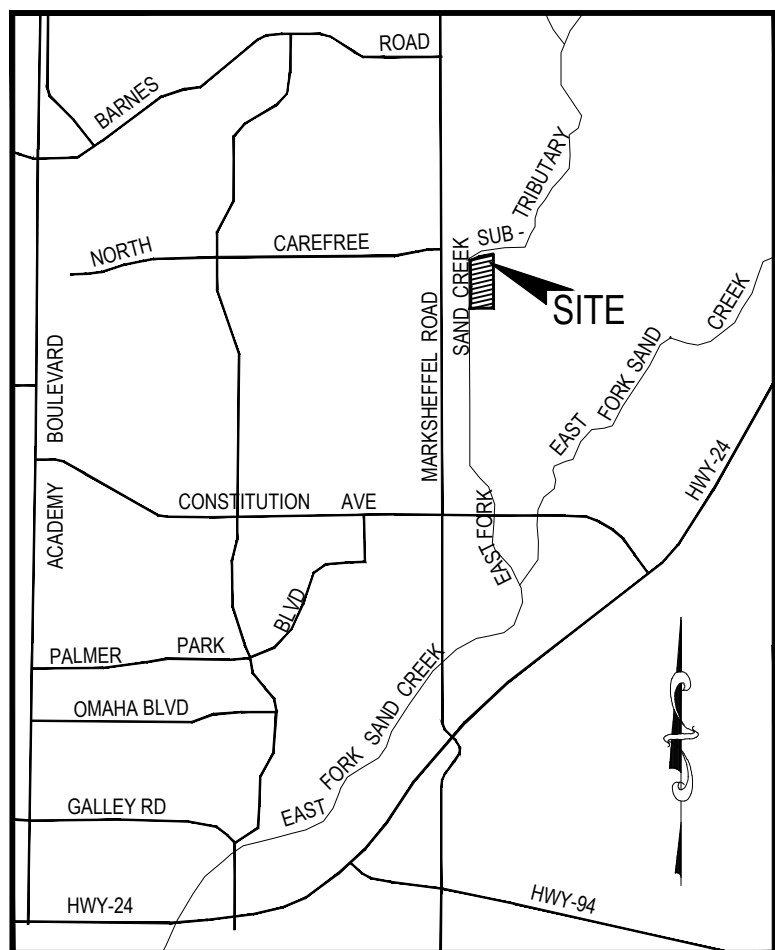 ROAD
BARNES
SUB - TRIBUTARY
NORTH CAREFREE
SITE
EAST FORK SAND CREEK
MARKSHEFFEL ROAD
EAST FORK SAND CREEK
ACADEMY BOULEVARD
HWY-24
CONSTITUTION AVE
PALMER PARK BLVD
OMAHA BLVD
EAST FORK SAND CREEK
GALLEY RD
HWY-24
HWY-94